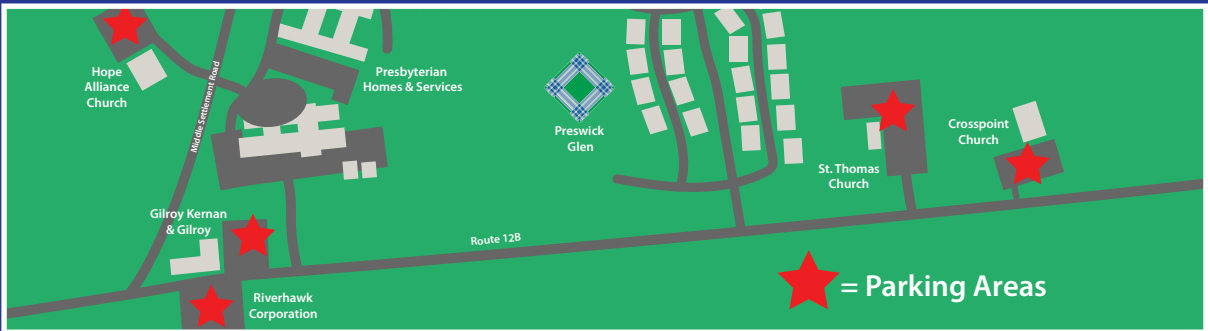 Hope
Alliance
Church
Middle Settlement Road
Presbyterian
Homes & Services
Preswick
Glen
St. Thomas
Church
Crosspoint
Church
Gilroy Kernan
& Gilroy
Route 12B
Riverhawk
Corporation
= Parking Areas